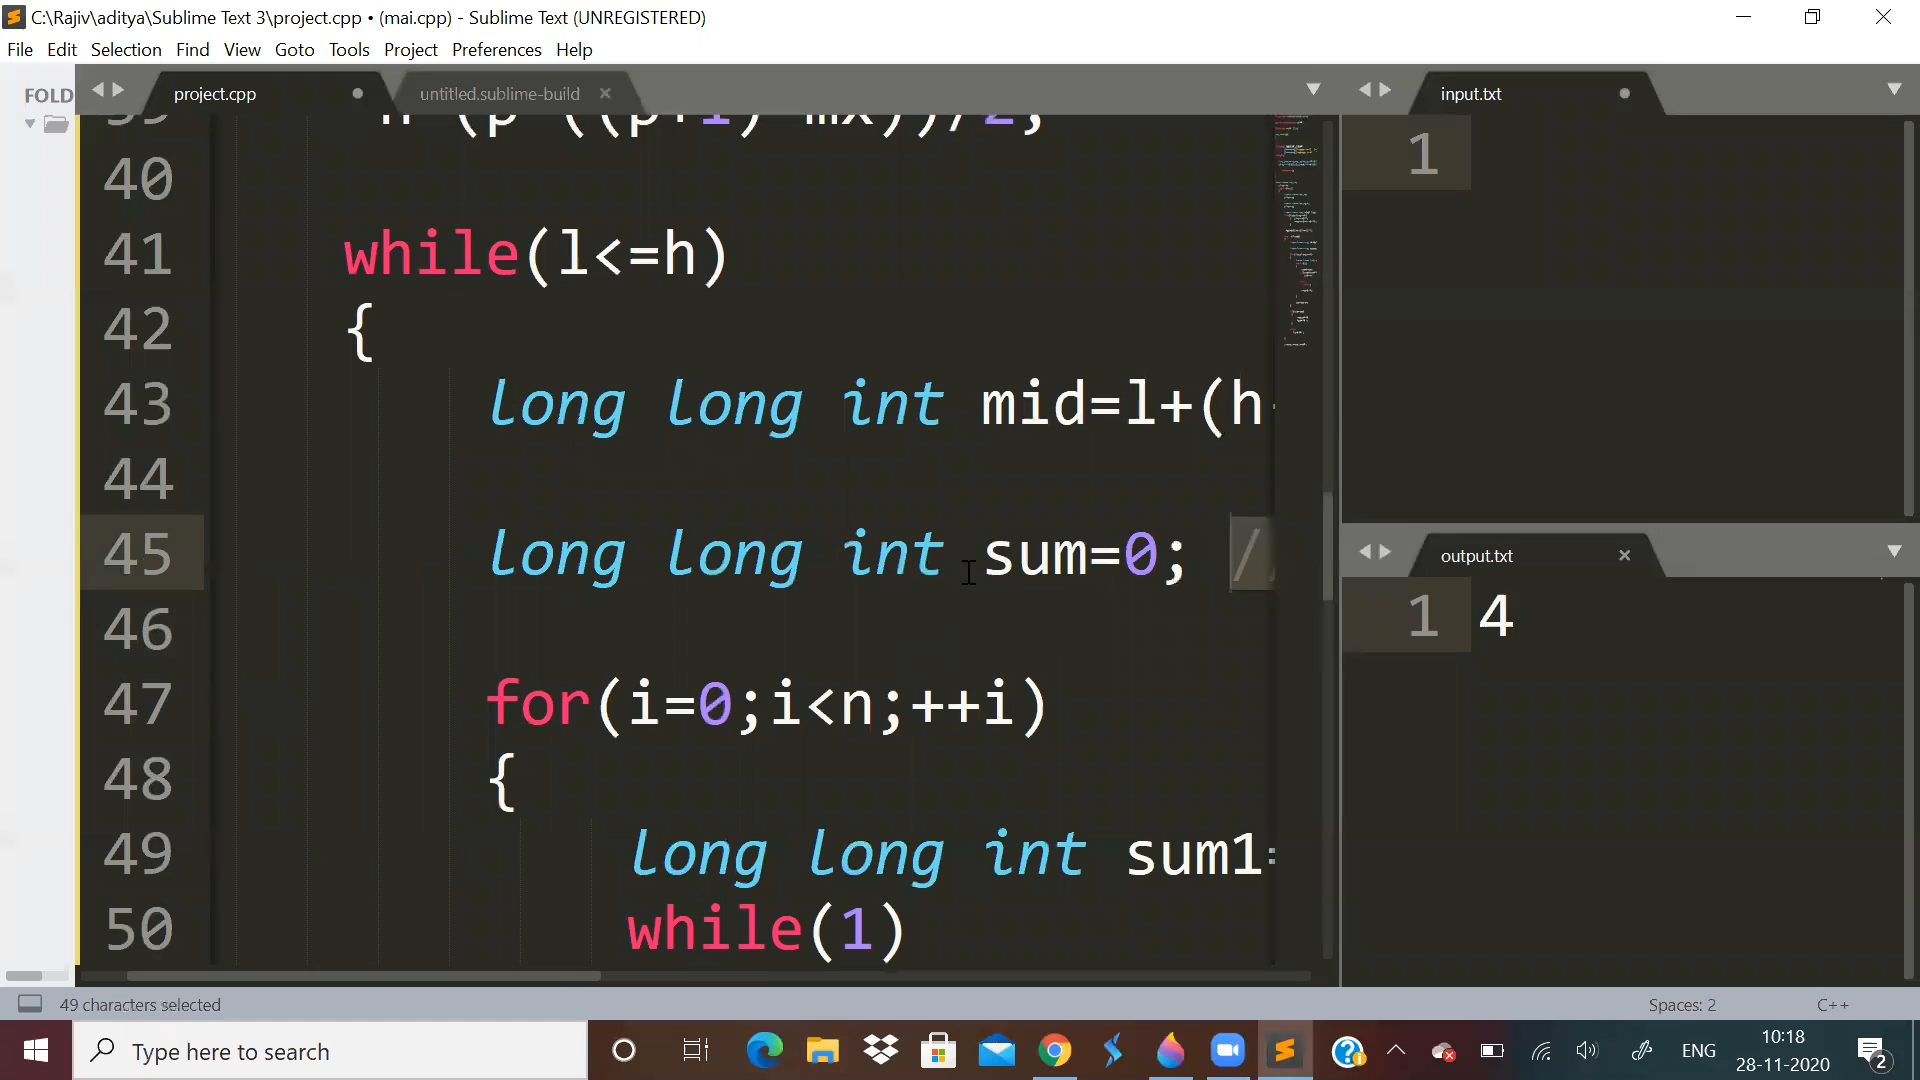 C:\Rajiv\aditya\Sublime Text 3\project.cpp • (mai.cpp) - Sublime Text (UNREGISTERED)
File Edit Selection Find View Goto Tools Project Preferences Help
FOLD
project.cpp
untitled.sublime-build
input.txt
40
41 while(l<=h)
42 {
43 long long int mid=l+(h
44
45 long long int sum=0; /
46
47 for(i=0;i<n;++i)
48 {
49 long long int sum1=
50 while(1)
1
output.txt
1 4
49 characters selected
Spaces: 2
C++
Type here to search
ENG
10:18
28-11-2020
2